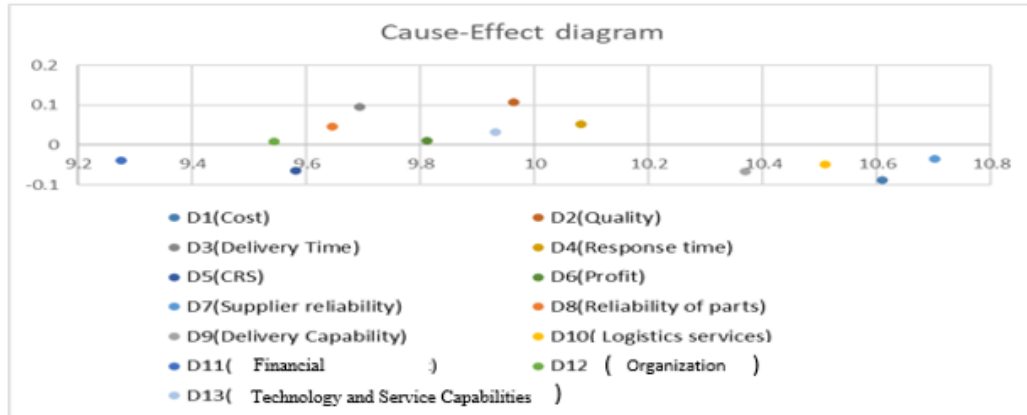 Cause-Effect diagram
0.2
0.1
0
9.2 9.4 9.6 9.8 10 10.2 10.4 10.6 10.8
-0.1
D1(Cost) D2(Quality)
D3(Delivery Time) D4(Response time)
D5(CRS) D6(Profit)
D7(Supplier reliability) D8(Reliability of parts)
D9(Delivery Capability) D10( Logistics services)
D11( Financial :) D12 ( Organization )
D13( Technology and Service Capabilities )